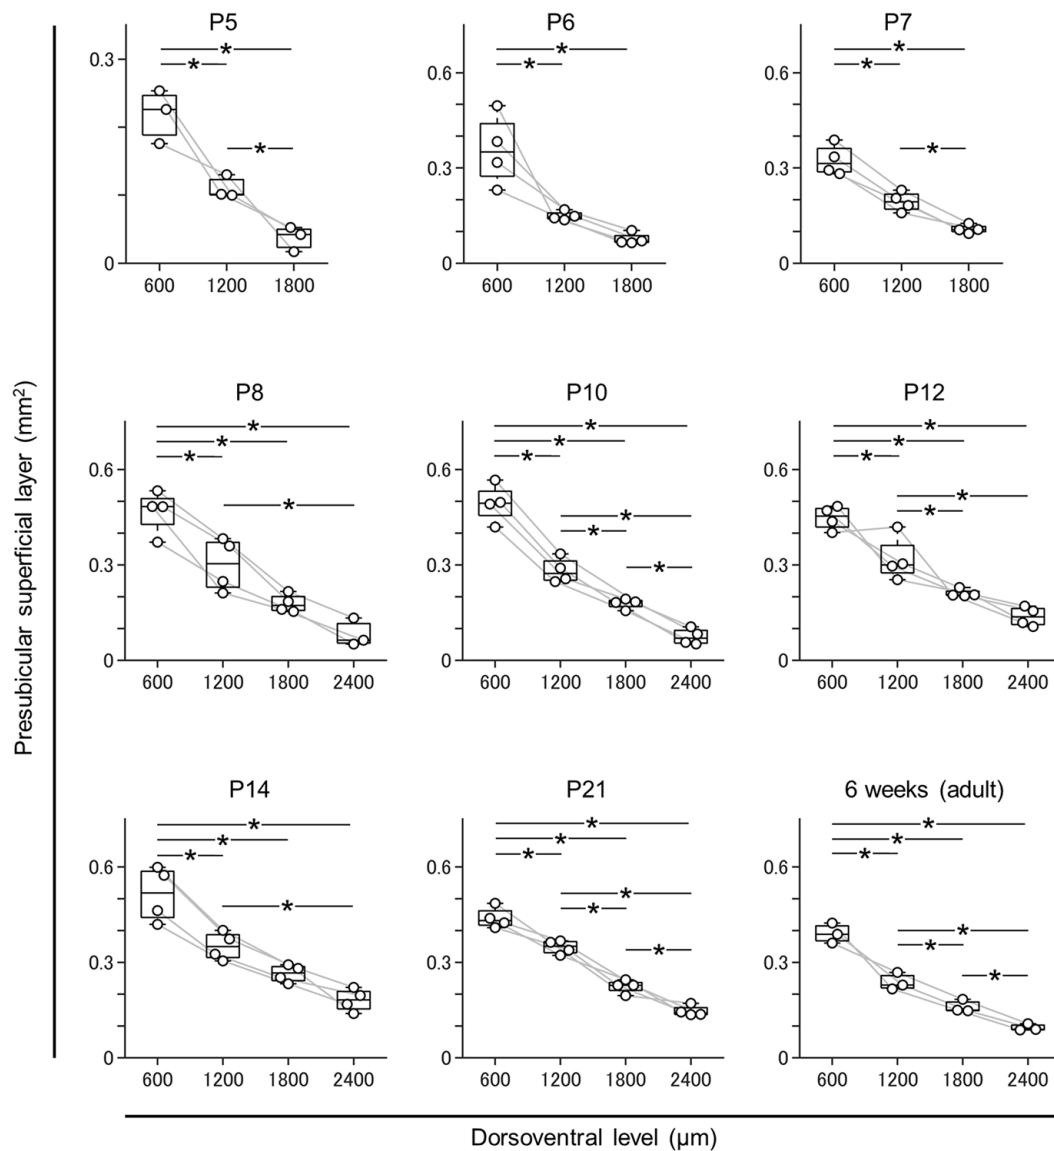 P5
P6
P7
* * *
0.3
0
600 1200 1800
* *
0.6
0.3
0
600 1200 1800
* * *
0.6
0.3
0
600 1200 1800
Presubicular superficial layer (mm²)
P8
P10
P12
* * * *
0.6
0.3
0
600 1200 1800 2400
* * * * * *
0.6
0.3
0
600 1200 1800 2400
* * * * *
0.6
0.3
0
600 1200 1800 2400
P14
P21
6 weeks (adult)
* * * *
0.6
0.3
0
600 1200 1800 2400
* * * * * *
0.6
0.3
0
600 1200 1800 2400
* * * * * *
0.6
0.3
0
600 1200 1800 2400
Dorsoventral level (μm)